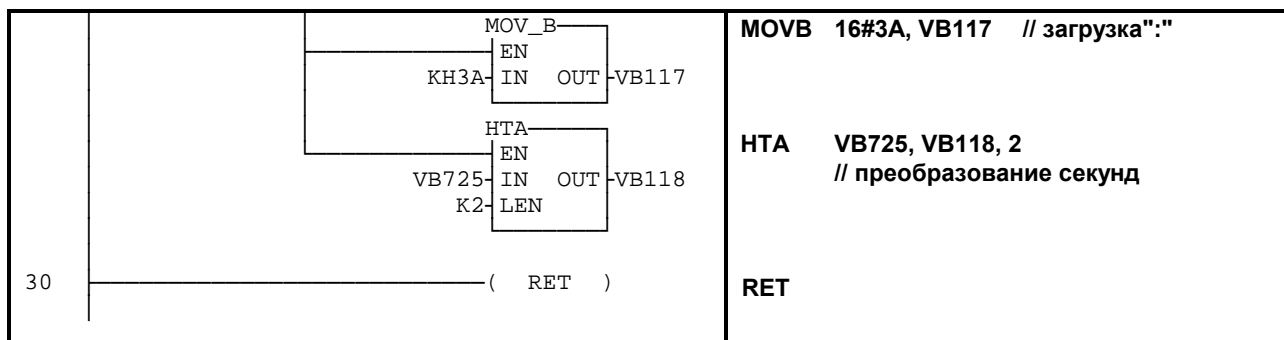 MOV_B
MOVB 16#3A, VB117 // загрузка":"
EN
KH3A IN OUT VB117
HTA
HTA VB725, VB118, 2
EN
VB725 IN OUT VB118
// преобразование секунд
K2 LEN
30 ( RET )
RET